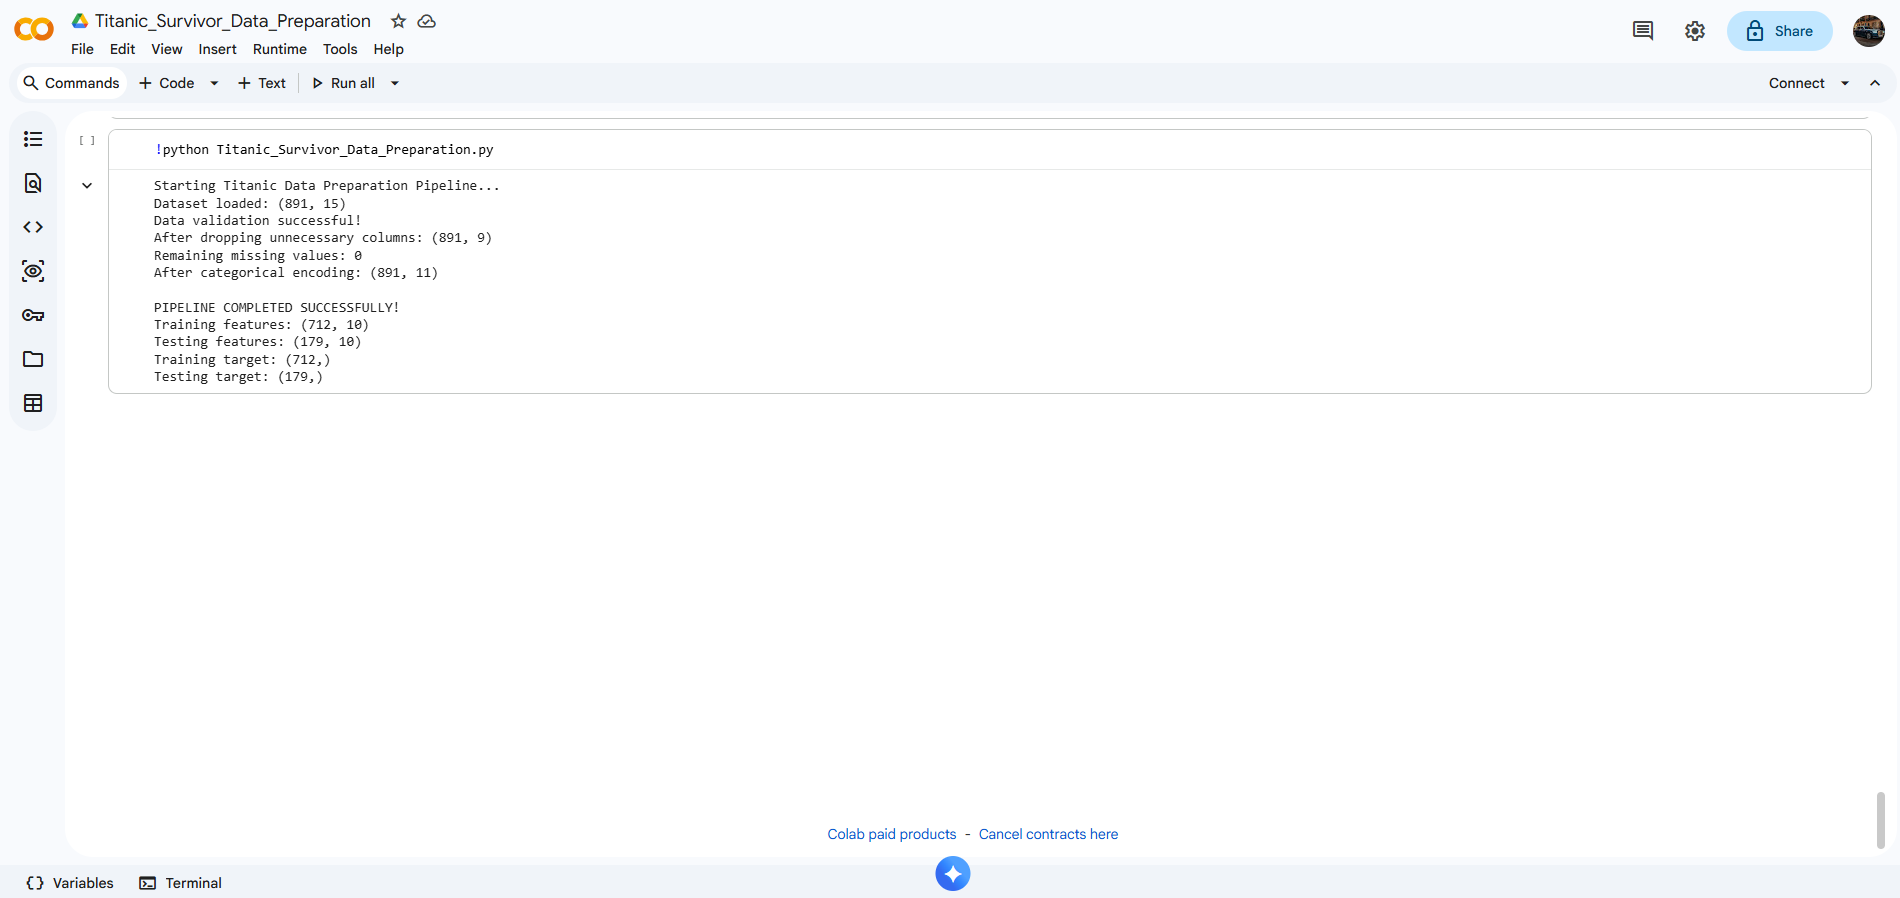 Titanic_Survivor_Data_Preparation
File Edit View Insert Runtime Tools Help
Share
Commands + Code + Text Run all
Connect
[ ]
!python Titanic_Survivor_Data_Preparation.py
Starting Titanic Data Preparation Pipeline...
Dataset loaded: (891, 15)
Data validation successful!
After dropping unnecessary columns: (891, 9)
Remaining missing values: 0
After categorical encoding: (891, 11)
PIPELINE COMPLETED SUCCESSFULLY!
Training features: (712, 10)
Testing features: (179, 10)
Training target: (712,)
Testing target: (179,)
Colab paid products - Cancel contracts here
Variables Terminal